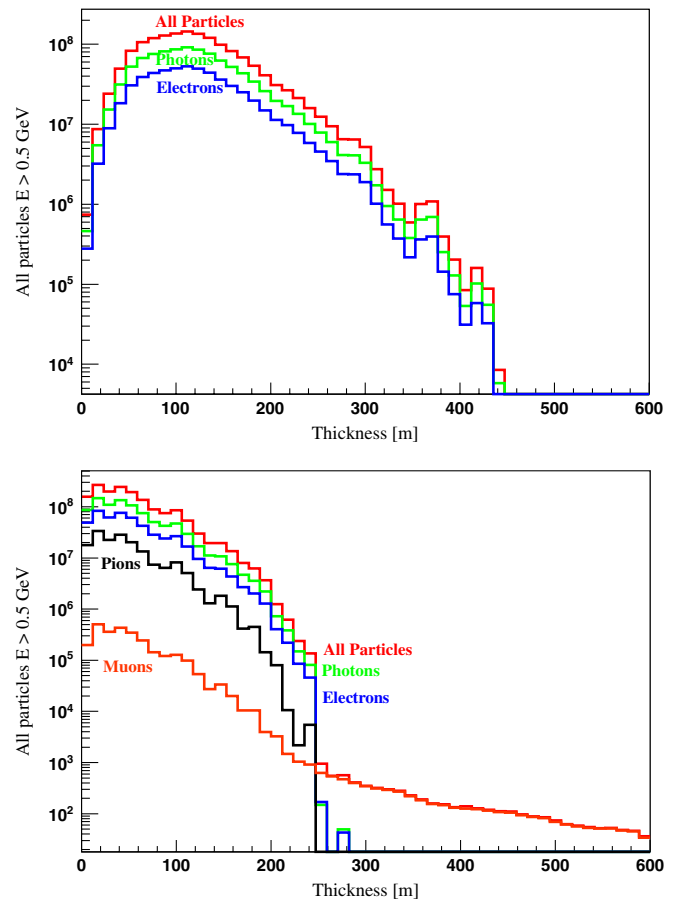 All Particles
Photons
Electrons
All particles E > 0.5 GeV
10⁸
10⁷
10⁶
10⁵
10⁴
0 100 200 300 400 500 600
Thickness [m]
All particles E > 0.5 GeV
10⁸
10⁷
10⁶
10⁵
10⁴
10³
10²
Pions
Muons
All Particles
Photons
Electrons
0 100 200 300 400 500 600
Thickness [m]